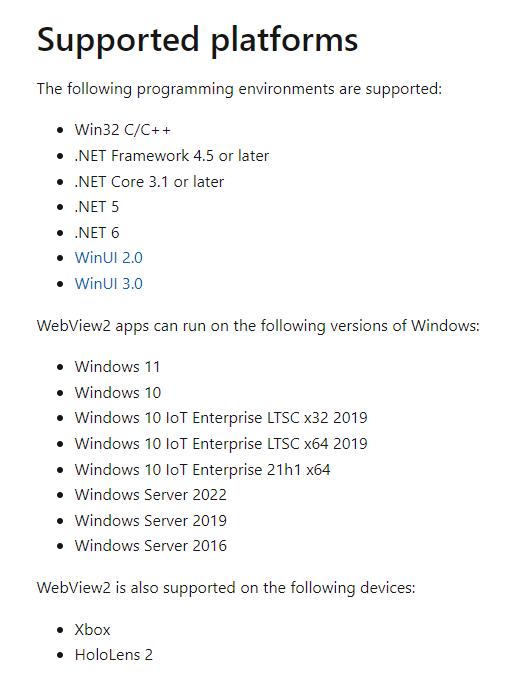 Supported platforms
The following programming environments are supported:
• Win32 C/C++
• .NET Framework 4.5 or later
• .NET Core 3.1 or later
• .NET 5
• .NET 6
• WinUI 2.0
• WinUI 3.0
WebView2 apps can run on the following versions of Windows:
• Windows 11
• Windows 10
• Windows 10 IoT Enterprise LTSC x32 2019
• Windows 10 IoT Enterprise LTSC x64 2019
• Windows 10 IoT Enterprise 21h1 x64
• Windows Server 2022
• Windows Server 2019
• Windows Server 2016
WebView2 is also supported on the following devices:
• Xbox
• HoloLens 2